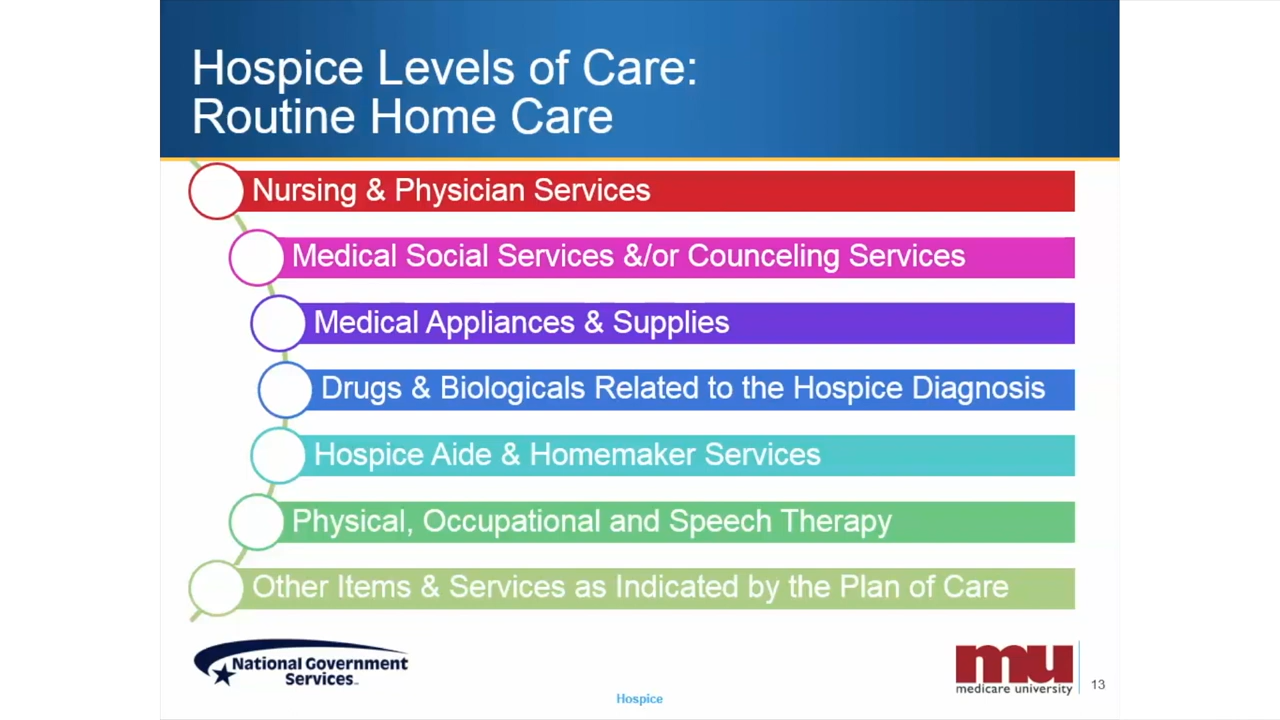 Hospice Levels of Care:
Routine Home Care
Nursing & Physician Services
Medical Social Services &/or Counceling Services
Medical Appliances & Supplies
Drugs & Biologicals Related to the Hospice Diagnosis
Hospice Aide & Homemaker Services
Physical, Occupational and Speech Therapy
Other Items & Services as Indicated by the Plan of Care
National Government
Services
mu
medicare university
13
Hospice